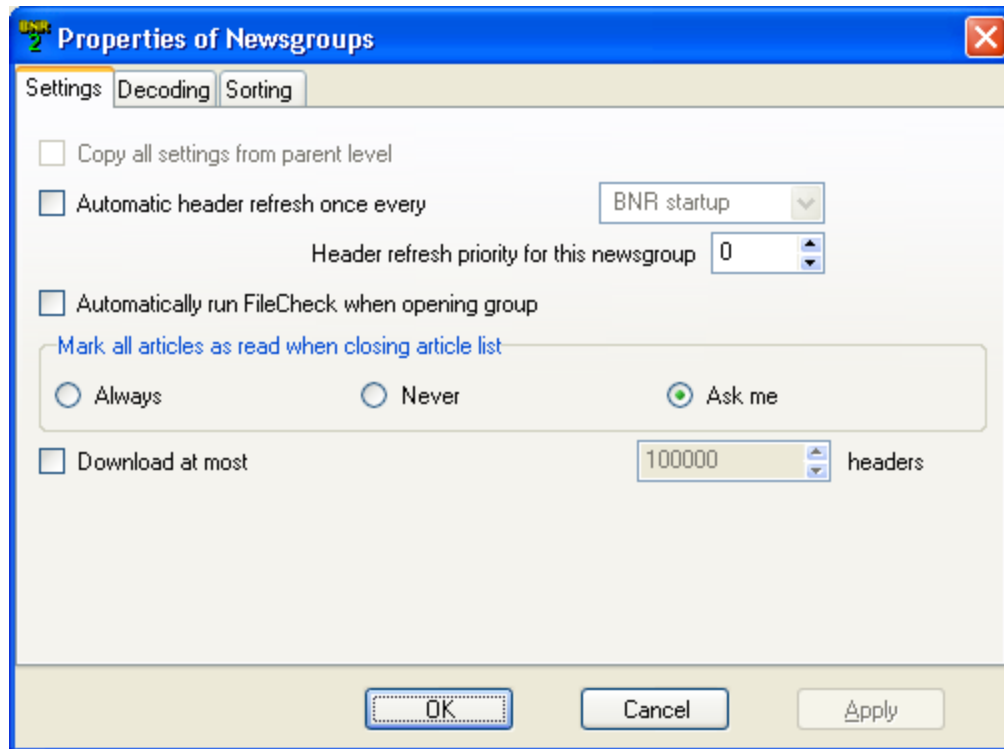 BNR 2 Properties of Newsgroups
Settings Decoding Sorting
Copy all settings from parent level
Automatic header refresh once every BNR startup
Header refresh priority for this newsgroup 0
Automatically run FileCheck when opening group
Mark all articles as read when closing article list
Always Never Ask me
Download at most 100000 headers
OK Cancel Apply